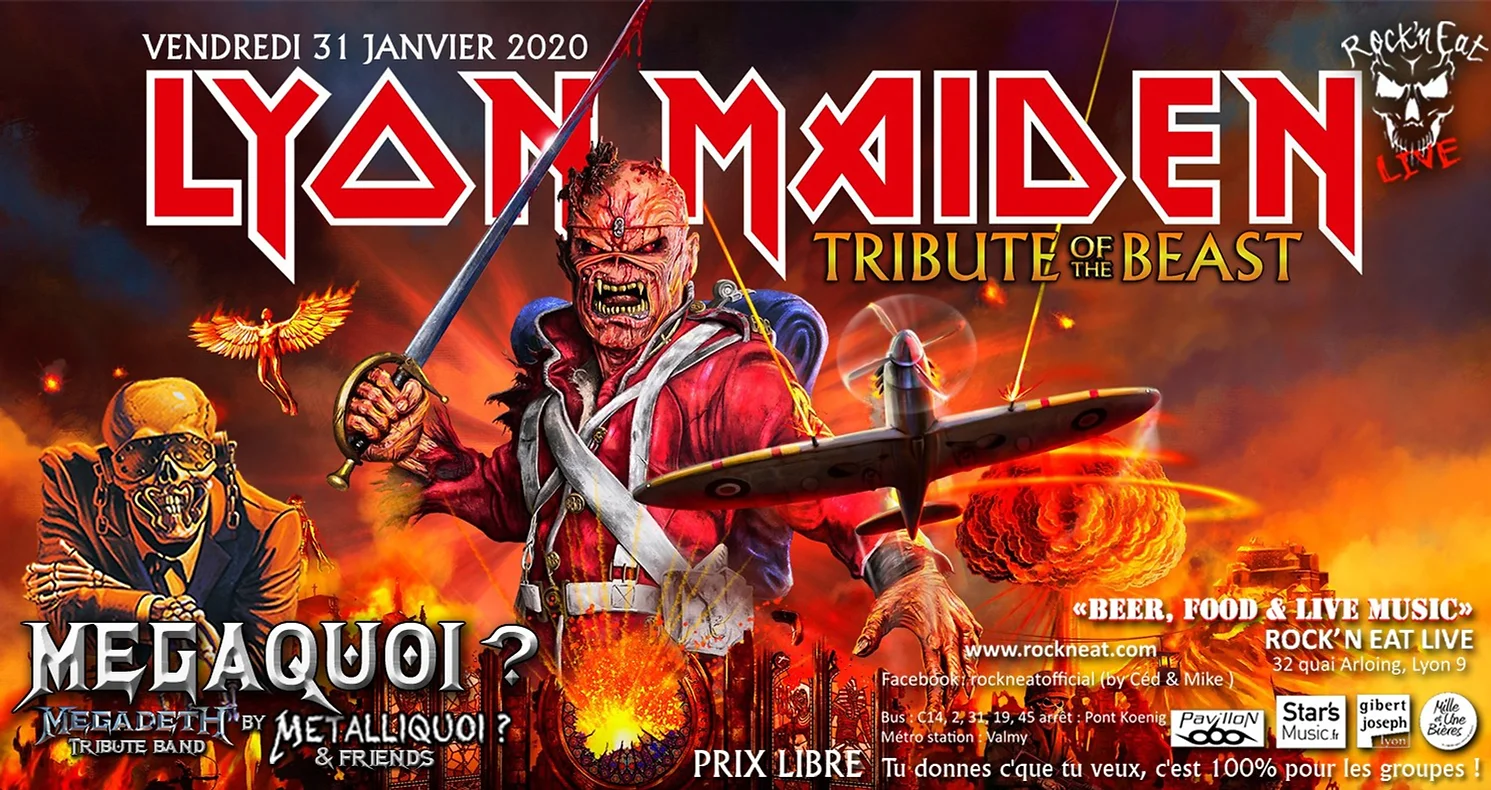 VENDREDI 31 JANVIER 2020
Rock'n Eat
LIVE
LYON MAIDEN
TRIBUTE OF THE BEAST
MEGAQUOI ?
MEGADETH BY METALLIQUOI ?
TRIBUTE BAND & FRIENDS
«BEER, FOOD & LIVE MUSIC»
ROCK'N EAT LIVE
www.rockneat.com
32 quai Arloing, Lyon 9
Facebook : rockneatofficial (by Céd & Mike )
Bus : C14, 2, 31, 19, 45 arrêt : Pont Koenig
Métro station : Valmy
PavilloN
Star's
Music.fr
gibert
joseph
lyon
Mille
et Une
Bières
PRIX LIBRE Tu donnes c'que tu veux, c'est 100% pour les groupes !